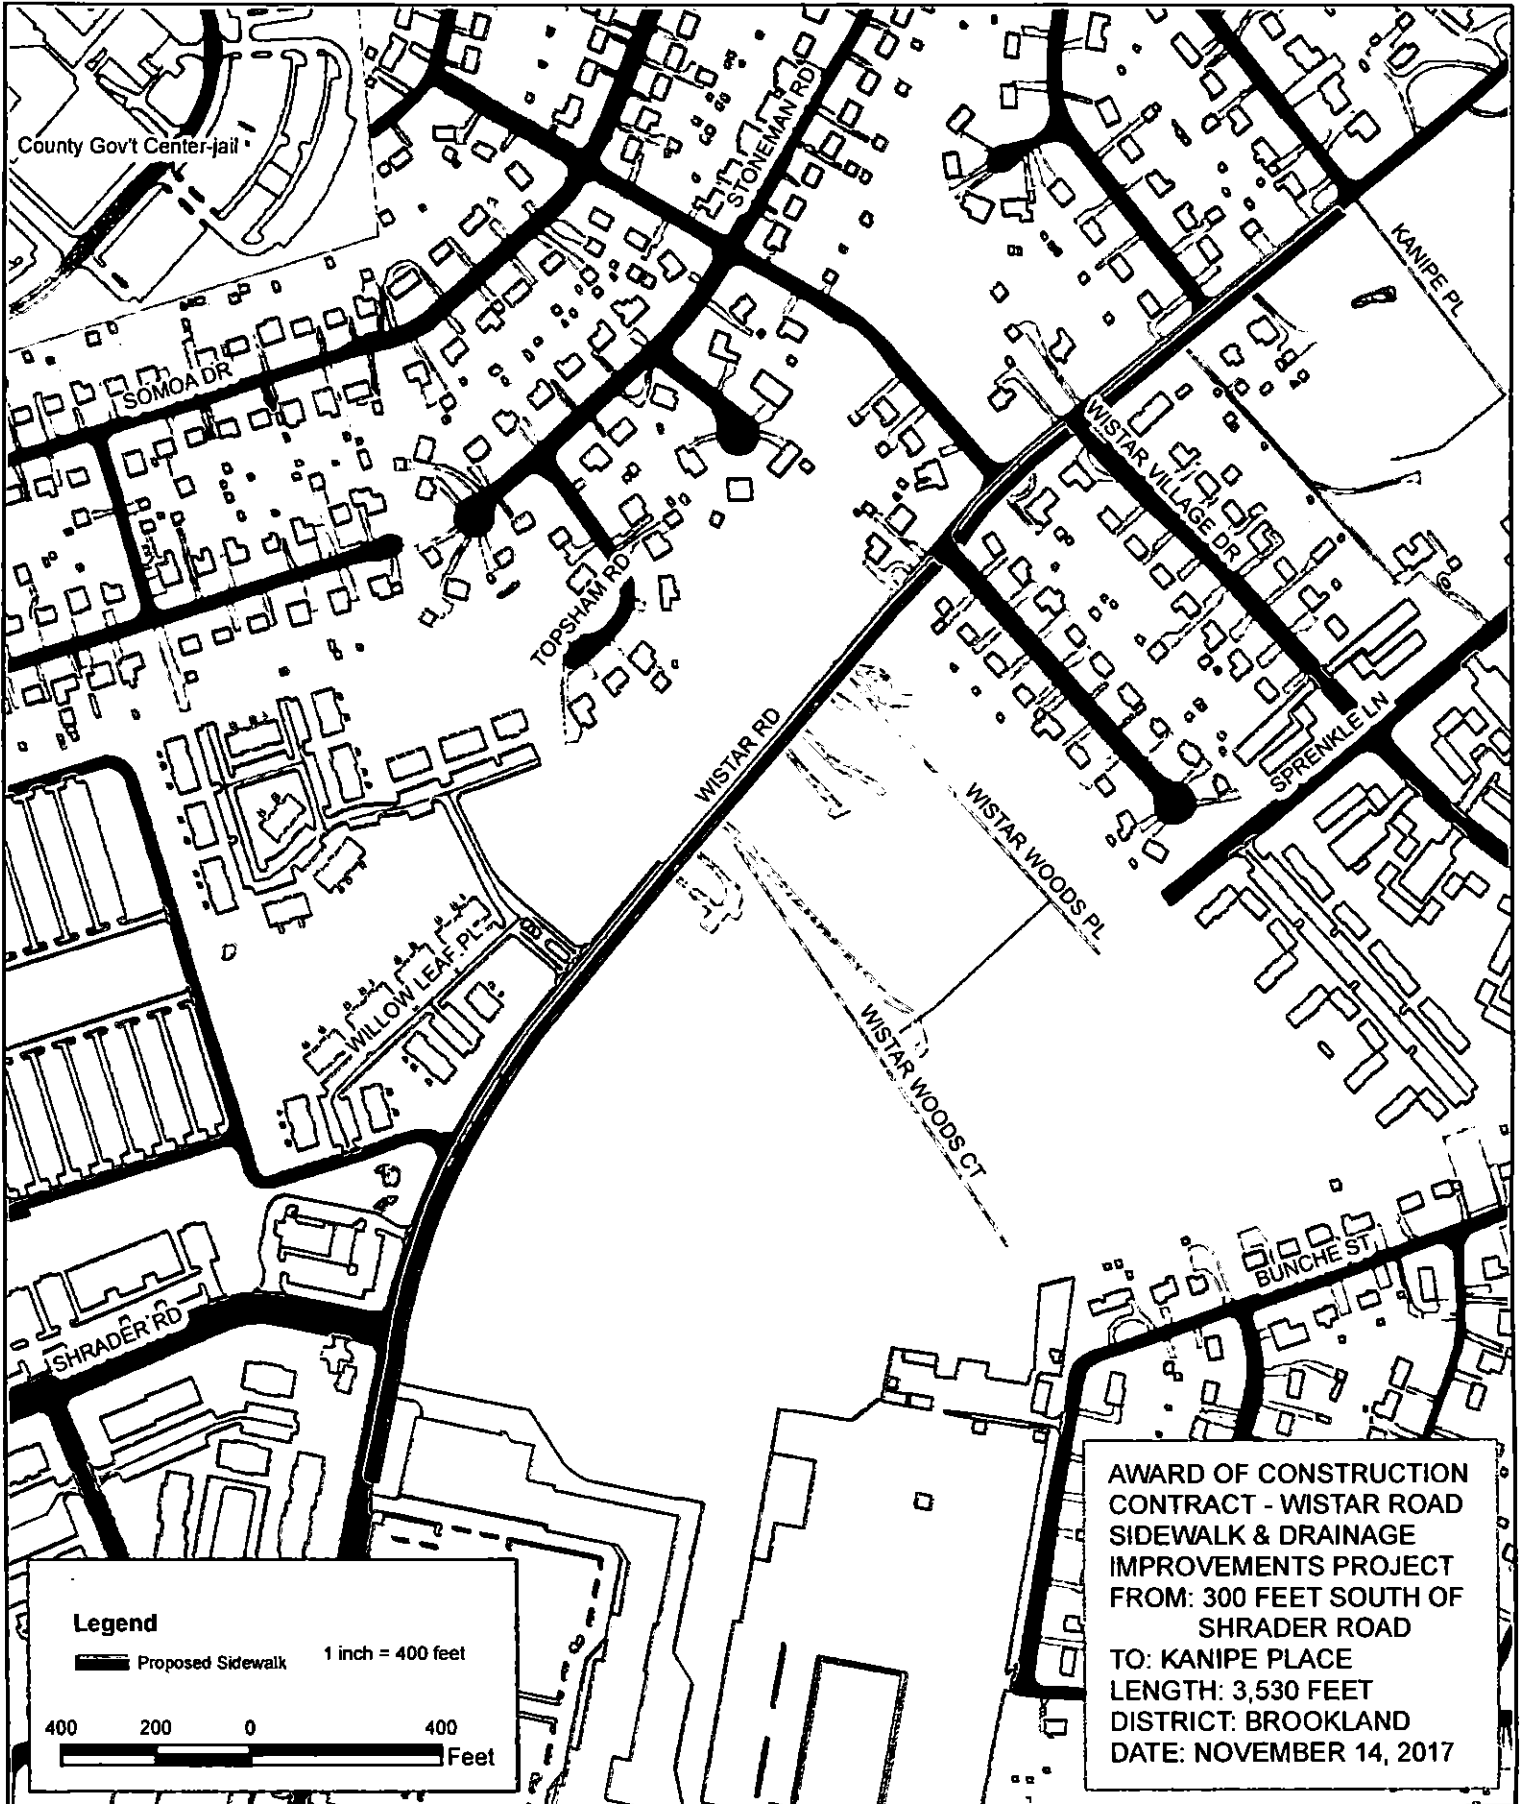 County Gov't Center-jail
STONEMAN RD
KANIPE PL
SOMOA DR
WISTAR VILLAGE DR
TOPSHAM RD
SPRENKLE LN
WISTAR RD
WISTAR WOODS PL
WILLOW LEAF PL
WISTAR WOODS CT
BUNCHE ST
SHRADER RD
AWARD OF CONSTRUCTION
CONTRACT - WISTAR ROAD
SIDEWALK & DRAINAGE
IMPROVEMENTS PROJECT
FROM: 300 FEET SOUTH OF
SHRADER ROAD
TO: KANIPE PLACE
LENGTH: 3,530 FEET
DISTRICT: BROOKLAND
DATE: NOVEMBER 14, 2017
Legend
Proposed Sidewalk
1 inch = 400 feet
400 200 0 400
Feet